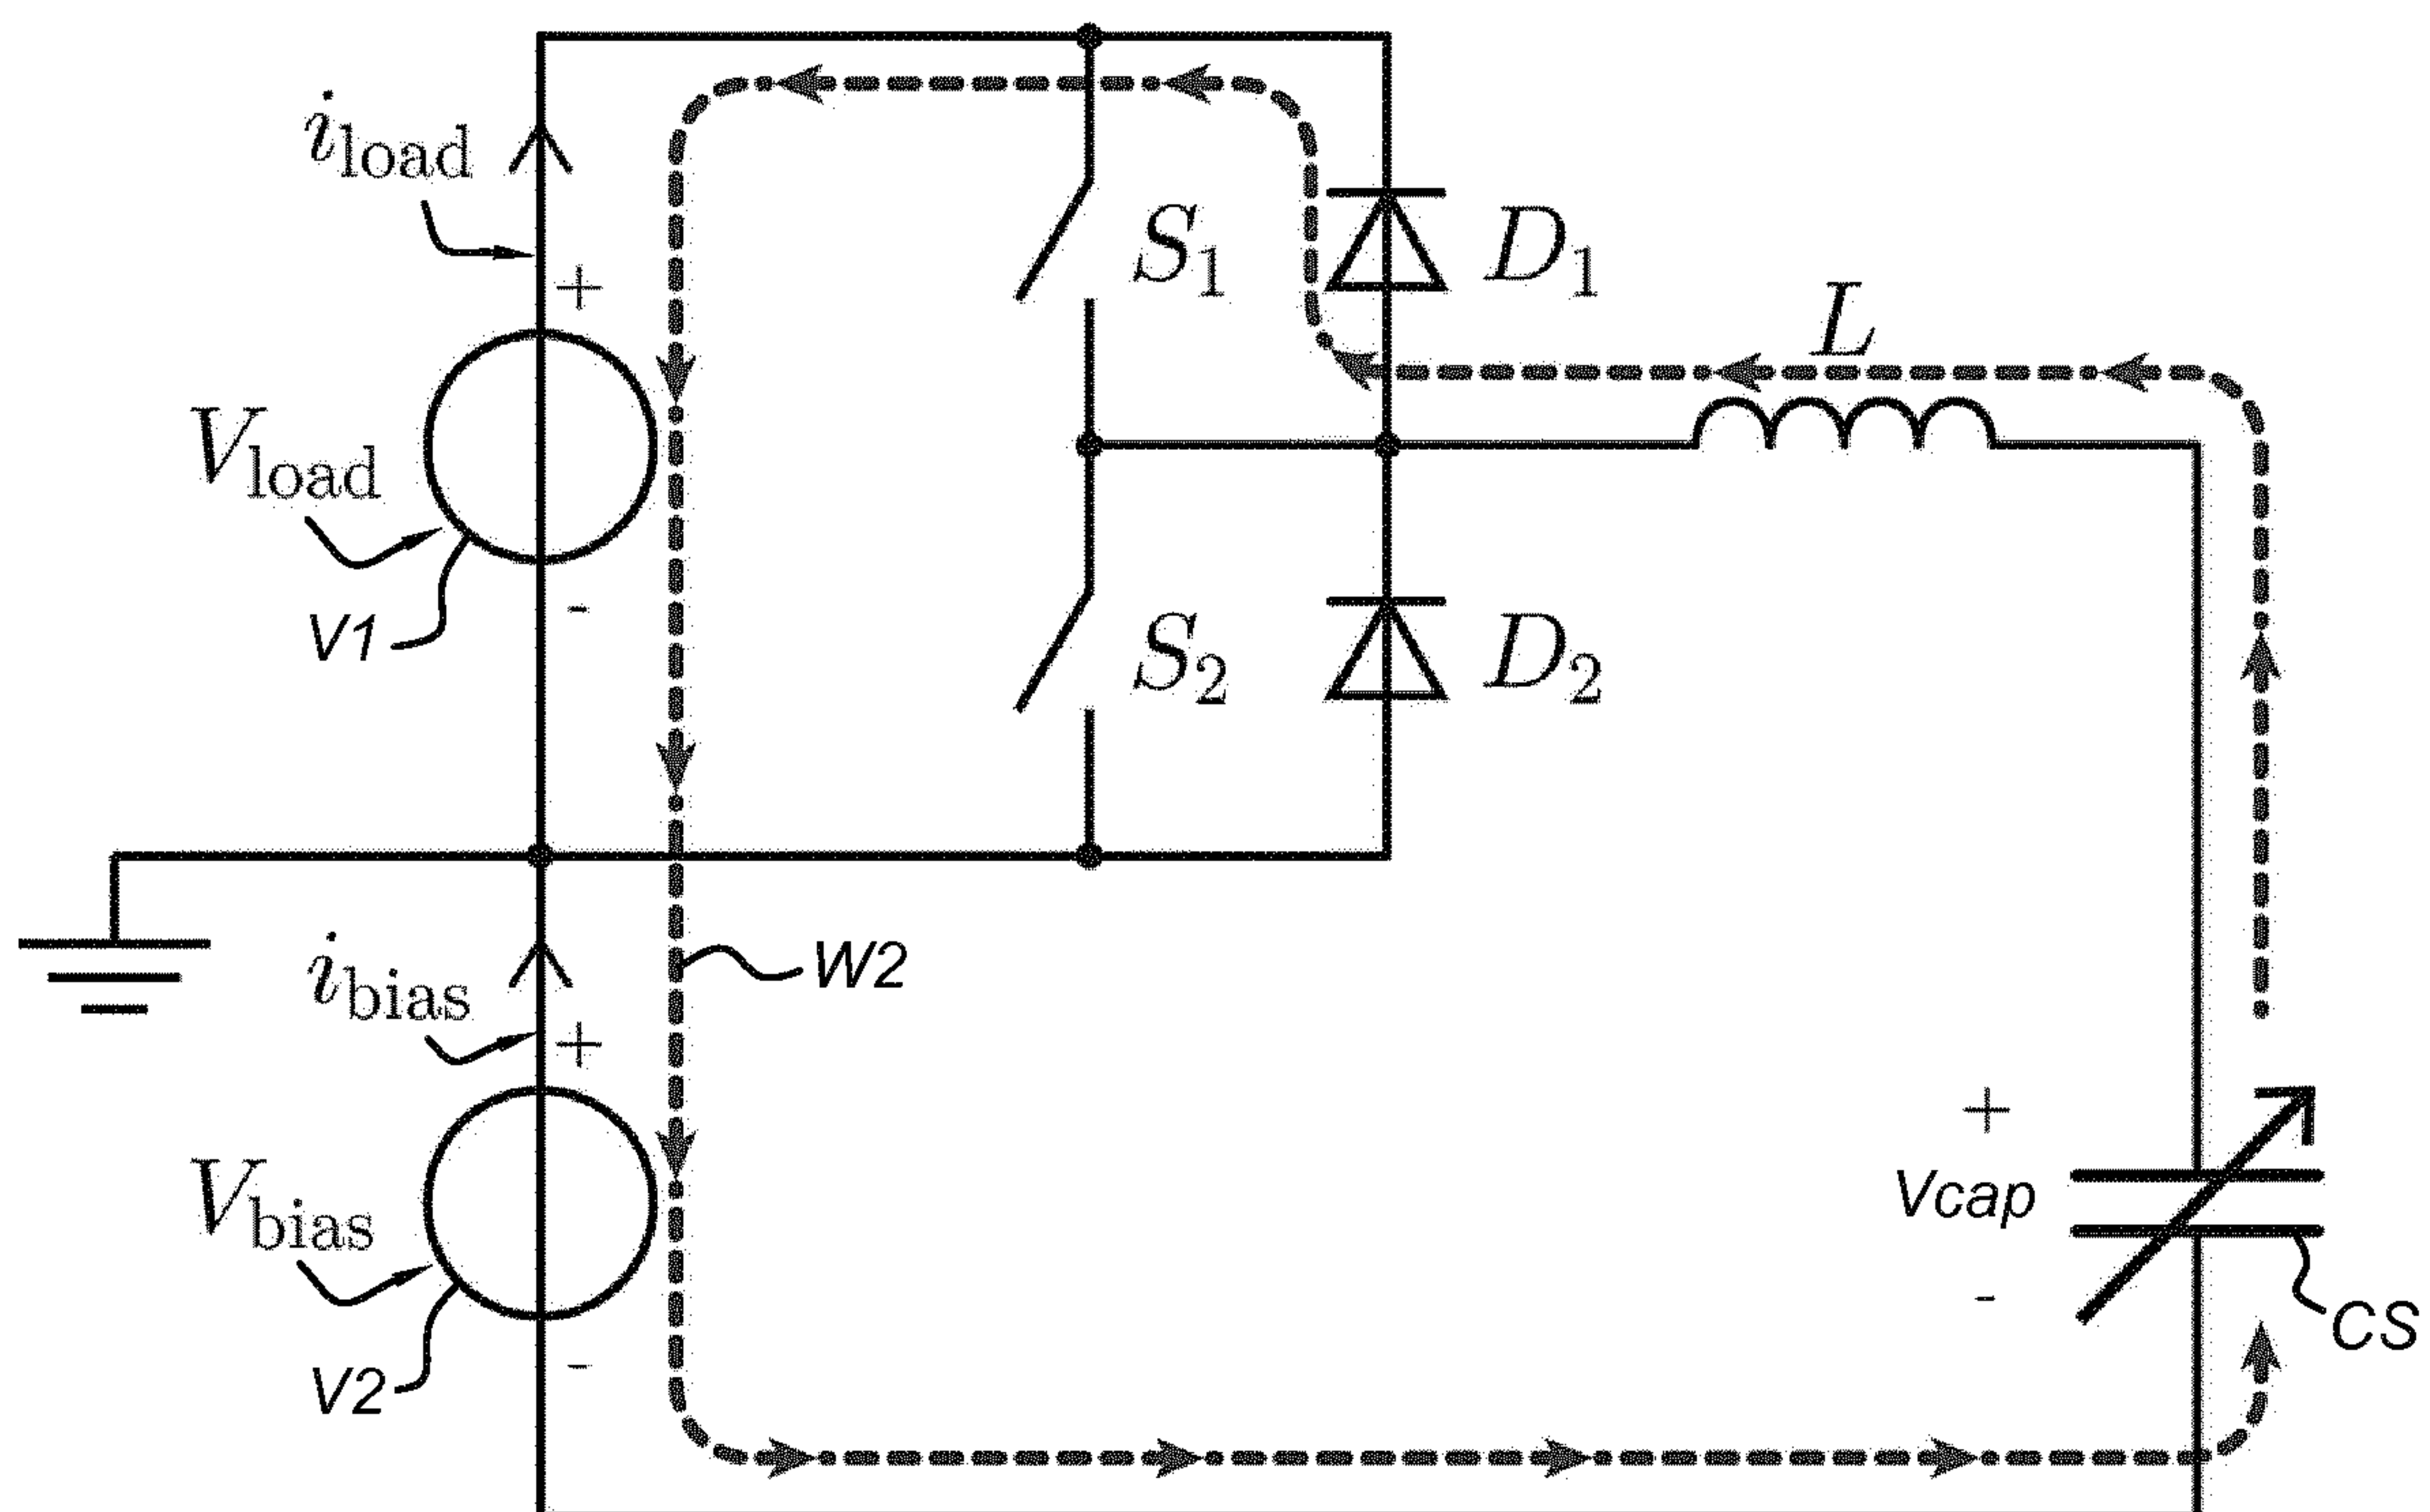 i_load
+
S_1
D_1
L
V_load
-
V1
S_2
D_2
W2
i_bias
+
+
Vcap
V_bias
-
CS
-
V2